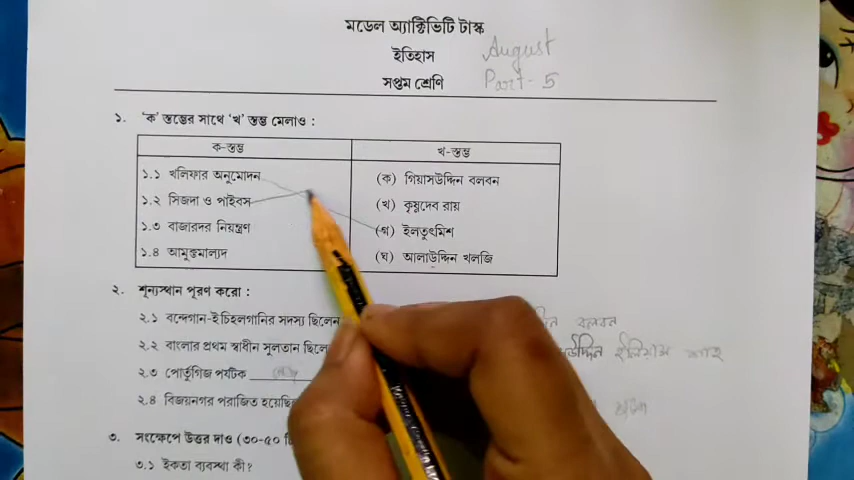 মডেল অ্যাক্টিভিটি টাস্ক
ইতিহাস
August
সপ্তম শ্রেণি
Part - 5
১. 'ক' স্তম্ভের সাথে 'খ' স্তম্ভ মেলাও :
ক-স্তম্ভ খ-স্তম্ভ
১.১ খলিফার অনুমোদন (ক) গিয়াসউদ্দিন বলবন
১.২ সিজদা ও পাইবস (খ) কৃষ্ণদেব রায়
১.৩ বাজারদর নিয়ন্ত্রণ (গ) ইলতুৎমিশ
১.৪ আমুক্তমাল্যদ (ঘ) আলাউদ্দিন খলজি
২. শূন্যস্থান পূরণ করো :
২.১ বন্দেগান-ই-চিহলগানির সদস্য ছিলেন বলবন
২.২ বাংলার প্রথম স্বাধীন সুলতান ছিলেন ইলিয়াস শাহ
২.৩ পোর্তুগিজ পর্যটক
২.৪ বিজয়নগর পরাজিত হয়েছি
৩. সংক্ষেপে উত্তর দাও (৩০-৫০
৩.১ ইকতা ব্যবস্থা কী?